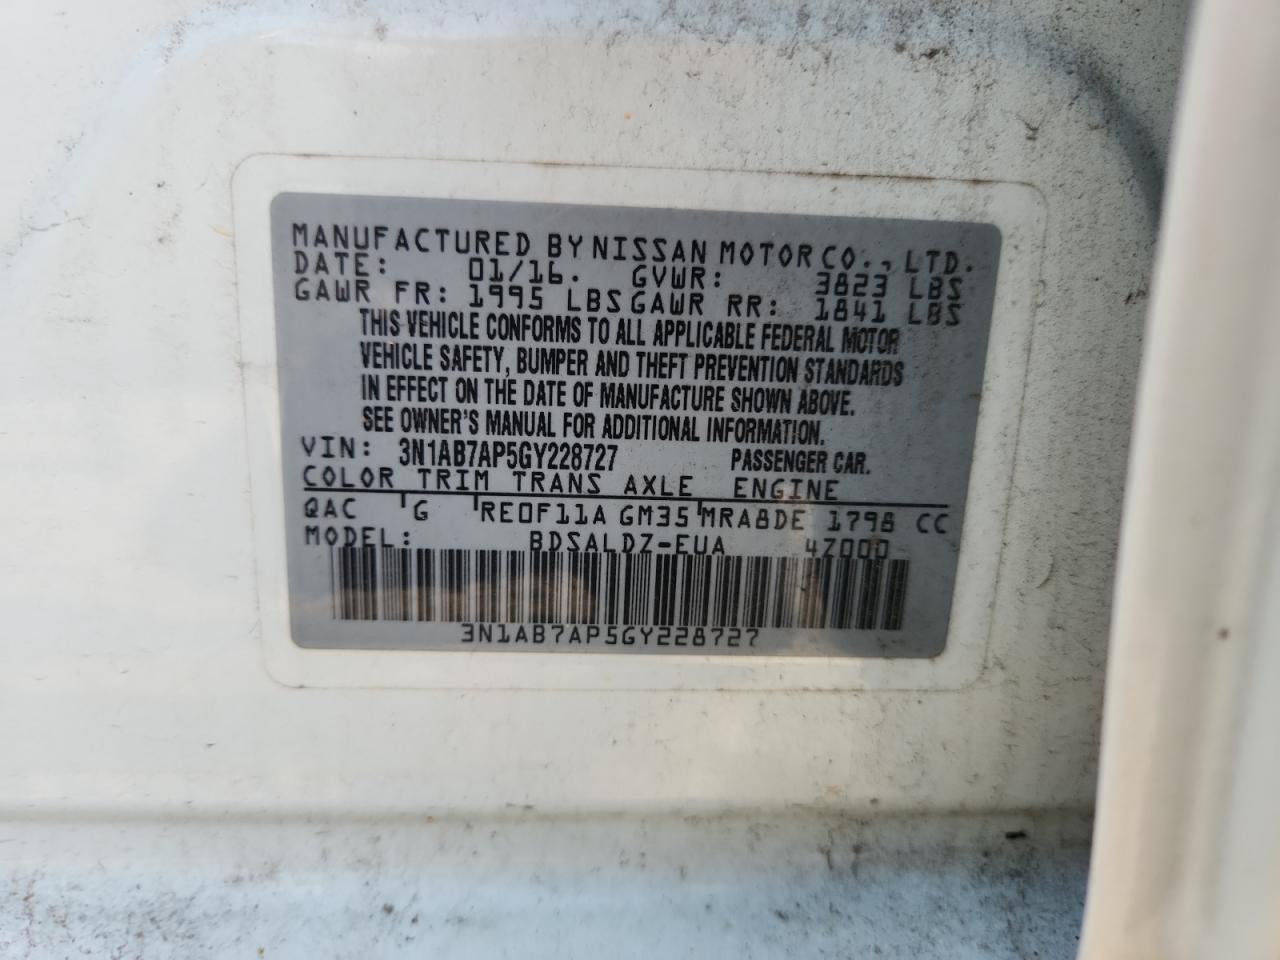 MANUFACTURED BY NISSAN MOTOR CO., LTD.
DATE: 01/16. GVWR: 3823 LBS
GAWR FR: 1995 LBS GAWR RR: 1841 LBS
THIS VEHICLE CONFORMS TO ALL APPLICABLE FEDERAL MOTOR
VEHICLE SAFETY, BUMPER AND THEFT PREVENTION STANDARDS
IN EFFECT ON THE DATE OF MANUFACTURE SHOWN ABOVE.
SEE OWNER'S MANUAL FOR ADDITIONAL INFORMATION.
VIN: 3N1AB7AP5GY228727 PASSENGER CAR.
COLOR TRIM TRANS AXLE ENGINE
QAC G RE0F11A GM35 MRA8DE 1798 CC
MODEL: BDSALDZ-EUA 47000
3N1AB7AP5GY228727